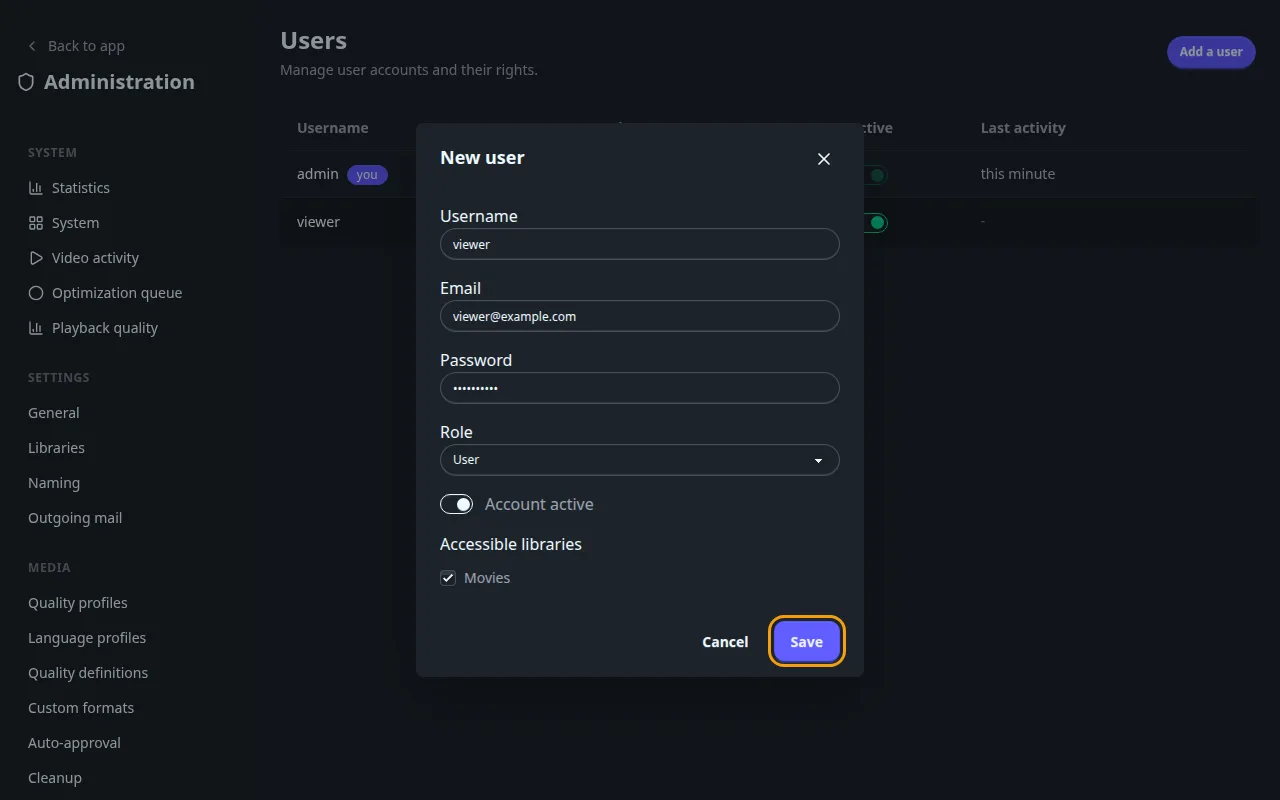 Back to app
Administration
SYSTEM
Statistics
System
Video activity
Optimization queue
Playback quality
SETTINGS
General
Libraries
Naming
Outgoing mail
MEDIA
Quality profiles
Language profiles
Quality definitions
Custom formats
Auto-approval
Cleanup
Users
Manage user accounts and their rights.
Add a user
Username
Last activity
admin you
this minute
viewer
-
New user
Username
viewer
Email
viewer@example.com
Password
••••••••••
Role
User
Account active
Accessible libraries
Movies
Cancel
Save